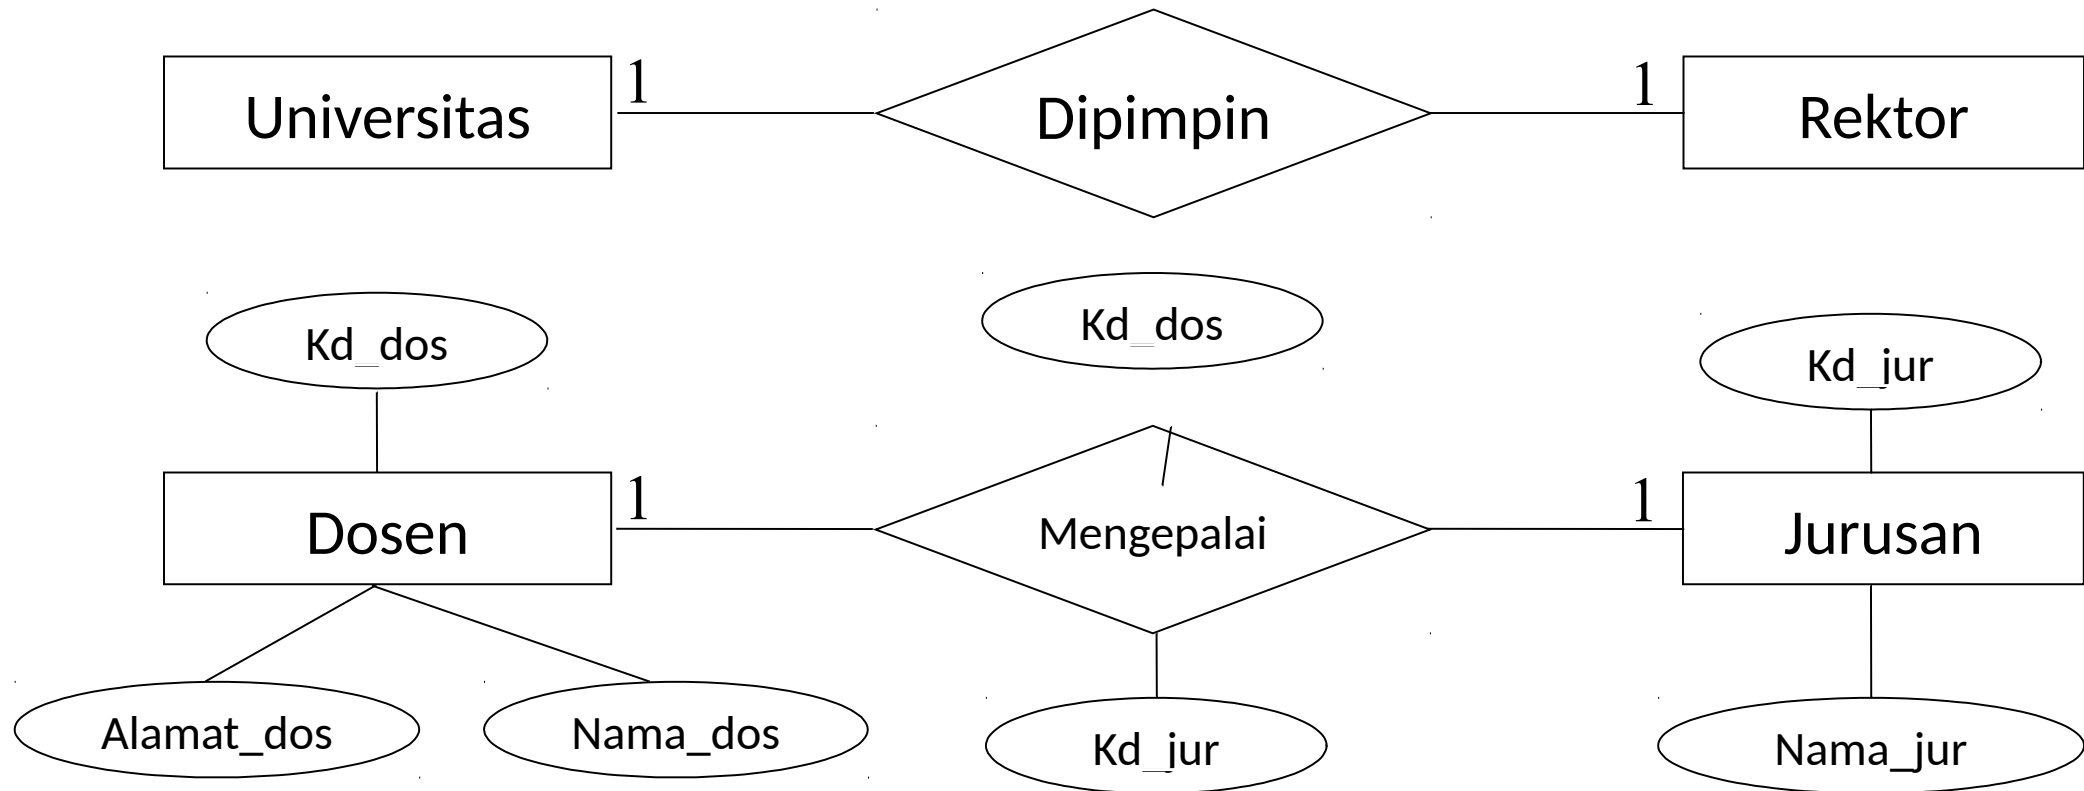 Universitas
1
Dipimpin
1
Rektor
Kd_dos
Kd_dos
Kd_jur
Dosen
1
Mengepalai
1
Jurusan
Alamat_dos
Nama_dos
Kd_jur
Nama_jur